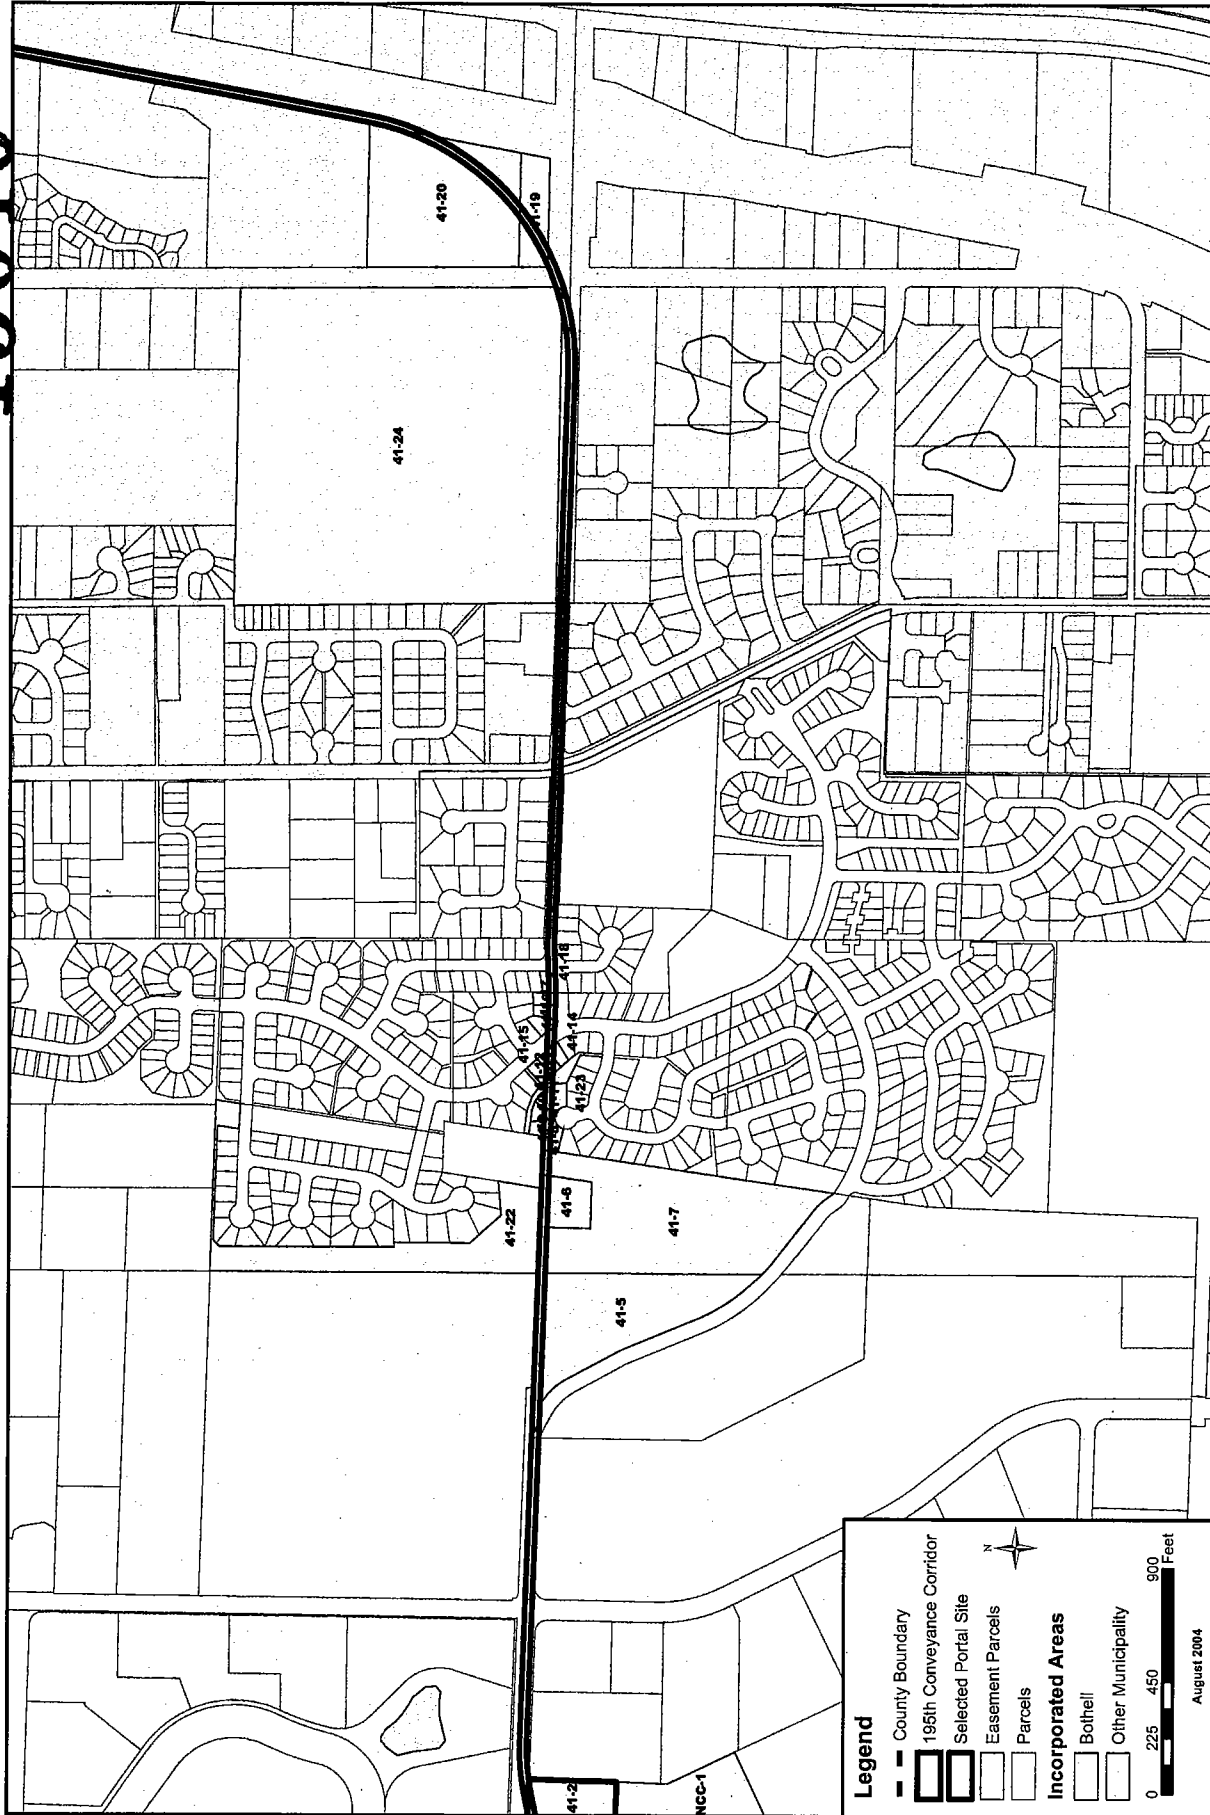 41-20
41-24
41-18
41-14
41-15
41-23
41-22
41-6
41-7
41-5
41-2
NCC-1
Legend
County Boundary
195th Conveyance Corridor
Selected Portal Site
Easement Parcels
Parcels
Incorporated Areas
Bothell
Other Municipality
N
0 225 450 900
Feet
August 2004